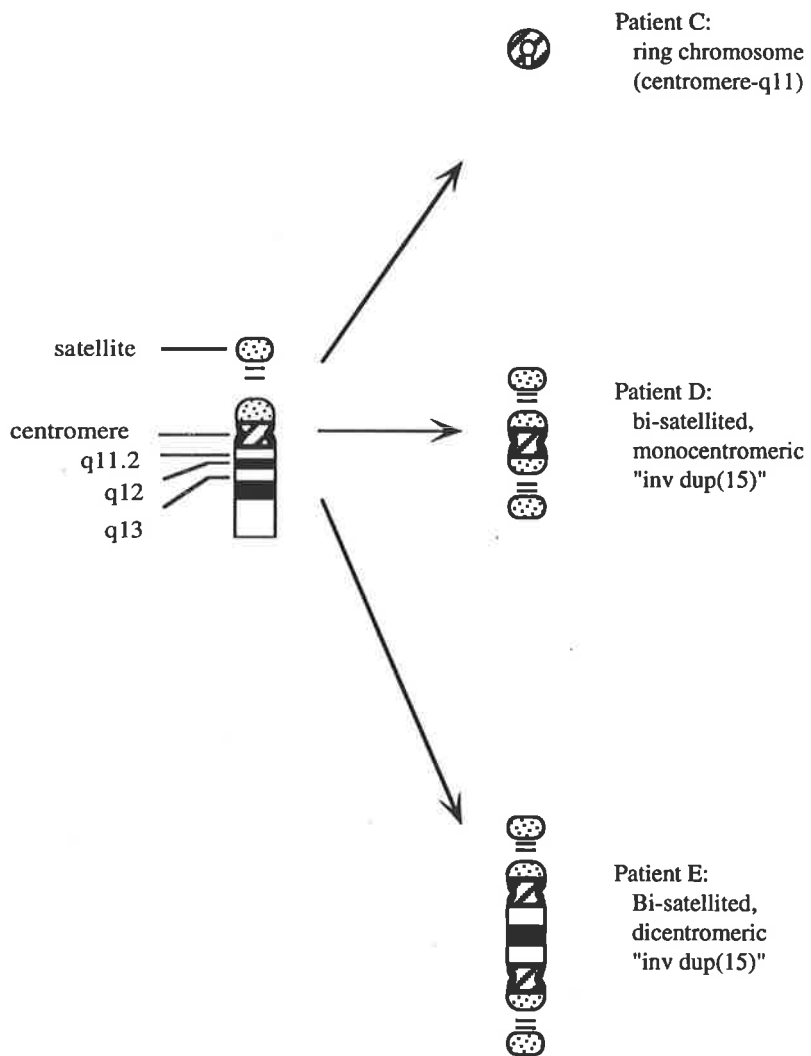 Patient C:
ring chromosome
(centromere-q11)
satellite
centromere
q11.2
q12
q13
Patient D:
bi-satellited,
monocentromeric
"inv dup(15)"
Patient E:
Bi-satellited,
dicentromeric
"inv dup(15)"